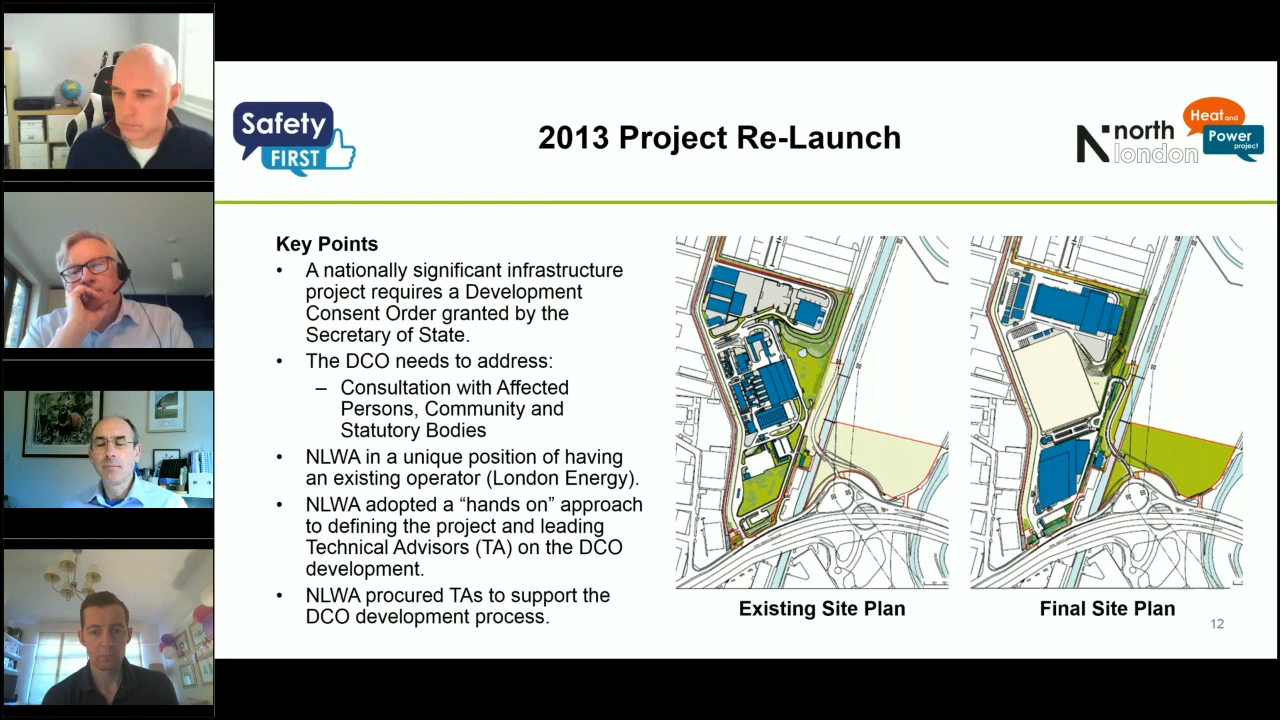 Safety
FIRST
2013 Project Re-Launch
north
london
Heat and
Power
project
Key Points
• A nationally significant infrastructure
project requires a Development
Consent Order granted by the
Secretary of State.
• The DCO needs to address:
– Consultation with Affected
Persons, Community and
Statutory Bodies
• NLWA in a unique position of having
an existing operator (London Energy).
• NLWA adopted a “hands on” approach
to defining the project and leading
Technical Advisors (TA) on the DCO
development.
• NLWA procured TAs to support the
DCO development process.
Existing Site Plan
Final Site Plan
12